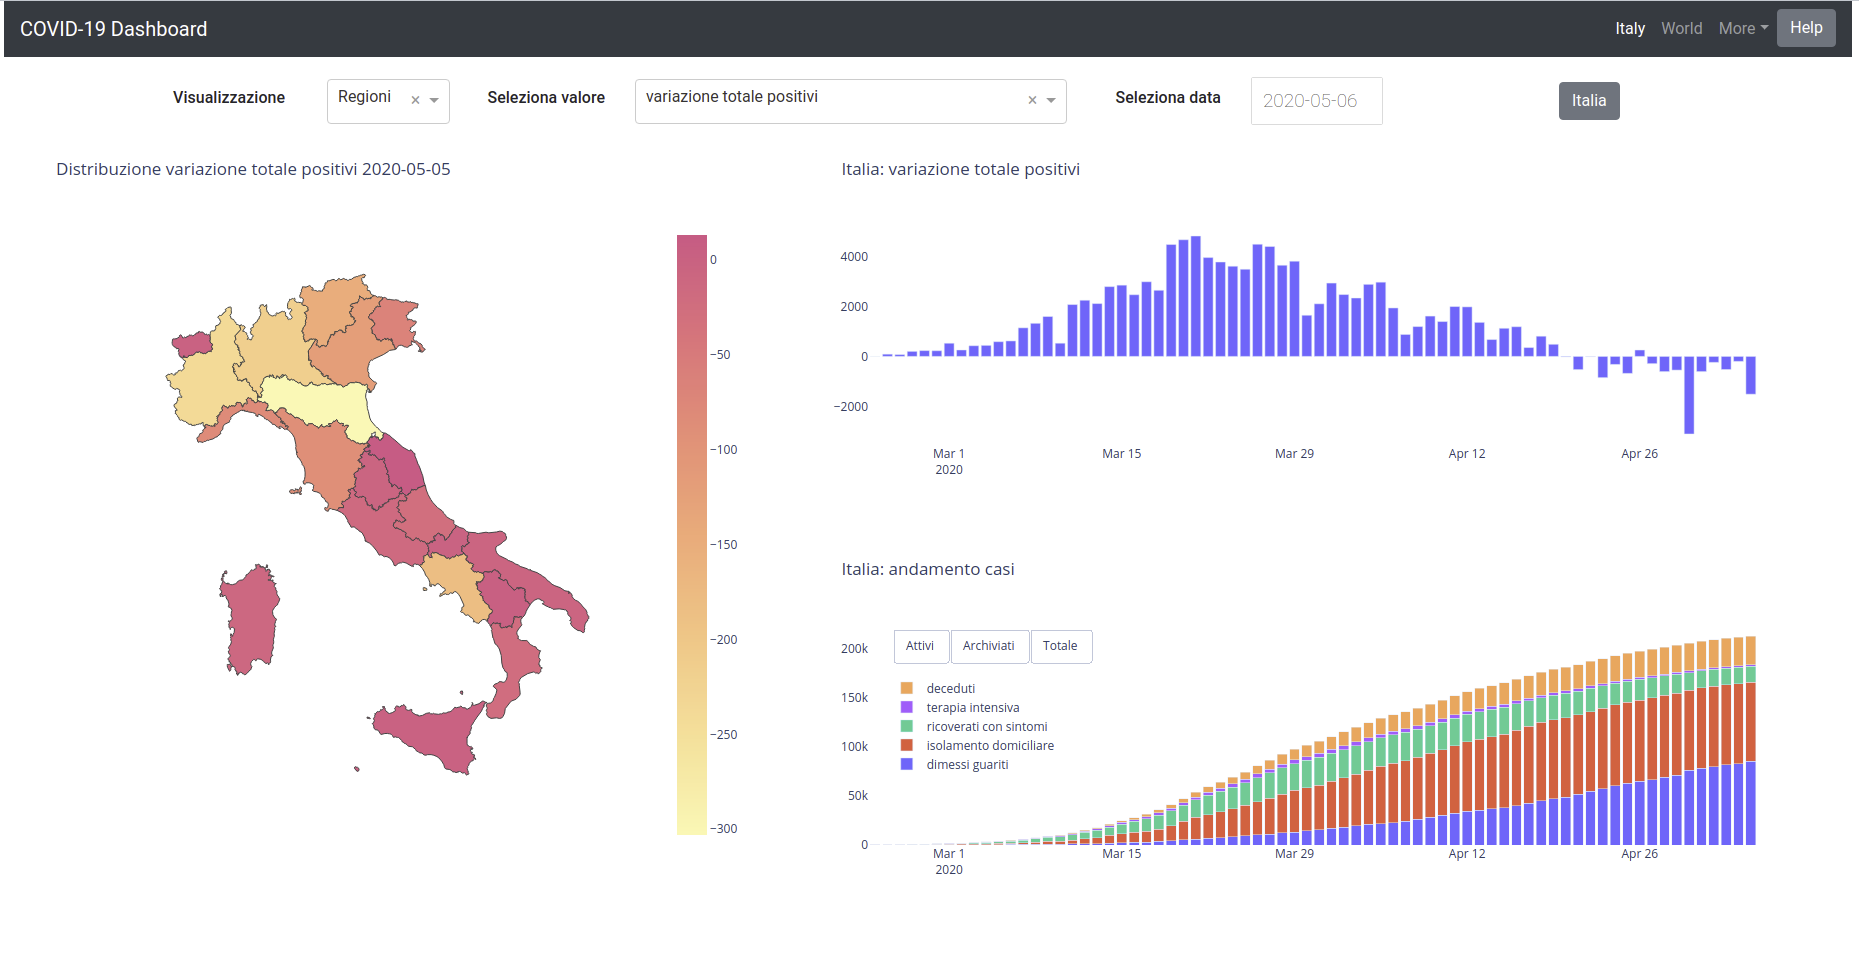 COVID-19 Dashboard
Italy World More Help
Visualizzazione Regioni × Seleziona valore variazione totale positivi × Seleziona data 2020-05-06 Italia
Distribuzione variazione totale positivi 2020-05-05
0
−50
−100
−150
−200
−250
−300
Italia: variazione totale positivi
4000
2000
0
−2000
Mar 1 Mar 15 Mar 29 Apr 12 Apr 26
2020
Italia: andamento casi
Attivi Archiviati Totale
deceduti
terapia intensiva
ricoverati con sintomi
isolamento domiciliare
dimessi guariti
200k
150k
100k
50k
0
Mar 1 Mar 15 Mar 29 Apr 12 Apr 26
2020